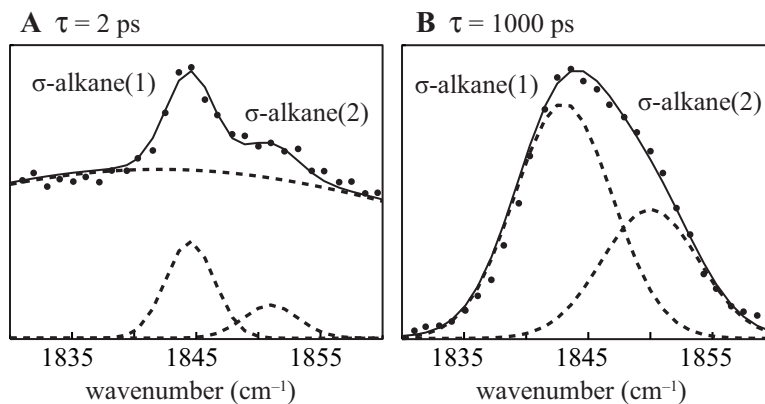 A τ = 2 ps
σ-alkane(1)
σ-alkane(2)
1835 1845 1855
wavenumber (cm⁻¹)
B τ = 1000 ps
σ-alkane(1)
σ-alkane(2)
1835 1845 1855
wavenumber (cm⁻¹)